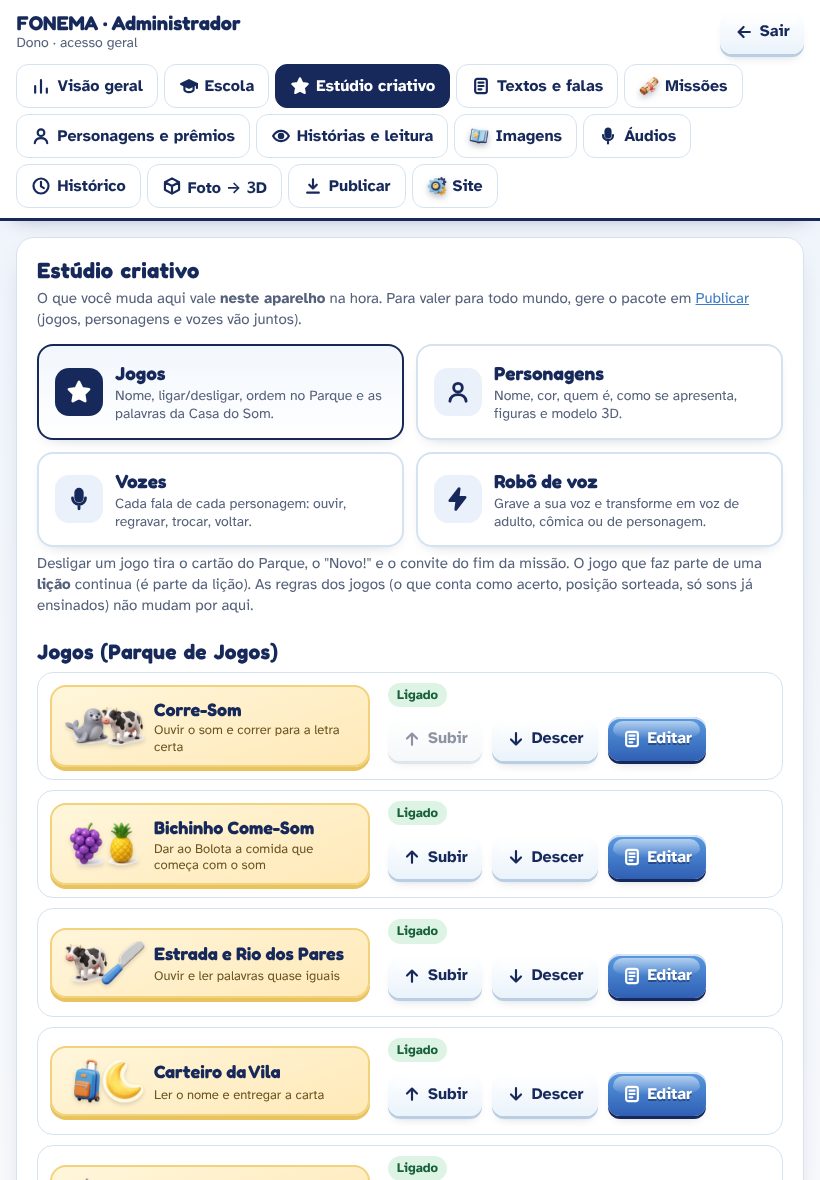 FONEMA · Administrador
Dono · acesso geral
Sair
Visão geral
Escola
Estúdio criativo
Textos e falas
Missões
Personagens e prêmios
Histórias e leitura
Imagens
Áudios
Histórico
Foto → 3D
Publicar
Site
Estúdio criativo
O que você muda aqui vale neste aparelho na hora. Para valer para todo mundo, gere o pacote em Publicar
(jogos, personagens e vozes vão juntos).
Jogos
Nome, ligar/desligar, ordem no Parque e as
palavras da Casa do Som.
Personagens
Nome, cor, quem é, como se apresenta,
figuras e modelo 3D.
Vozes
Cada fala de cada personagem: ouvir,
regravar, trocar, voltar.
Robô de voz
Grave a sua voz e transforme em voz de
adulto, cômica ou de personagem.
Desligar um jogo tira o cartão do Parque, o "Novo!" e o convite do fim da missão. O jogo que faz parte de uma
lição continua (é parte da lição). As regras dos jogos (o que conta como acerto, posição sorteada, só sons já
ensinados) não mudam por aqui.
Jogos (Parque de Jogos)
Corre-Som
Ouvir o som e correr para a letra
certa
Ligado
Subir
Descer
Editar
Bichinho Come-Som
Dar ao Bolota a comida que
começa com o som
Ligado
Subir
Descer
Editar
Estrada e Rio dos Pares
Ouvir e ler palavras quase iguais
Ligado
Subir
Descer
Editar
Carteiro da Vila
Ler o nome e entregar a carta
Ligado
Subir
Descer
Editar
Ligado